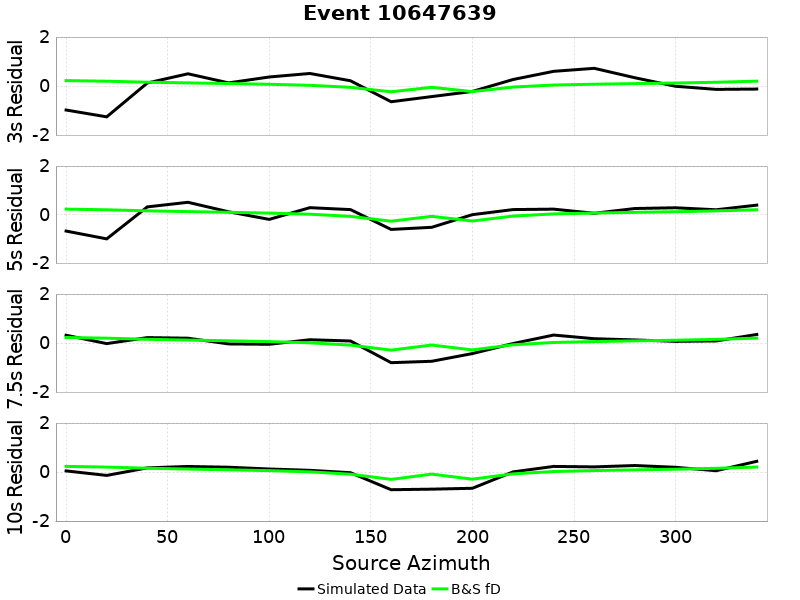 Event 10647639
3s Residual
2
0
-2
5s Residual
2
0
-2
7.5s Residual
2
0
-2
10s Residual
2
0
-2
0 50 100 150 200 250 300
Source Azimuth
Simulated Data B&S fD